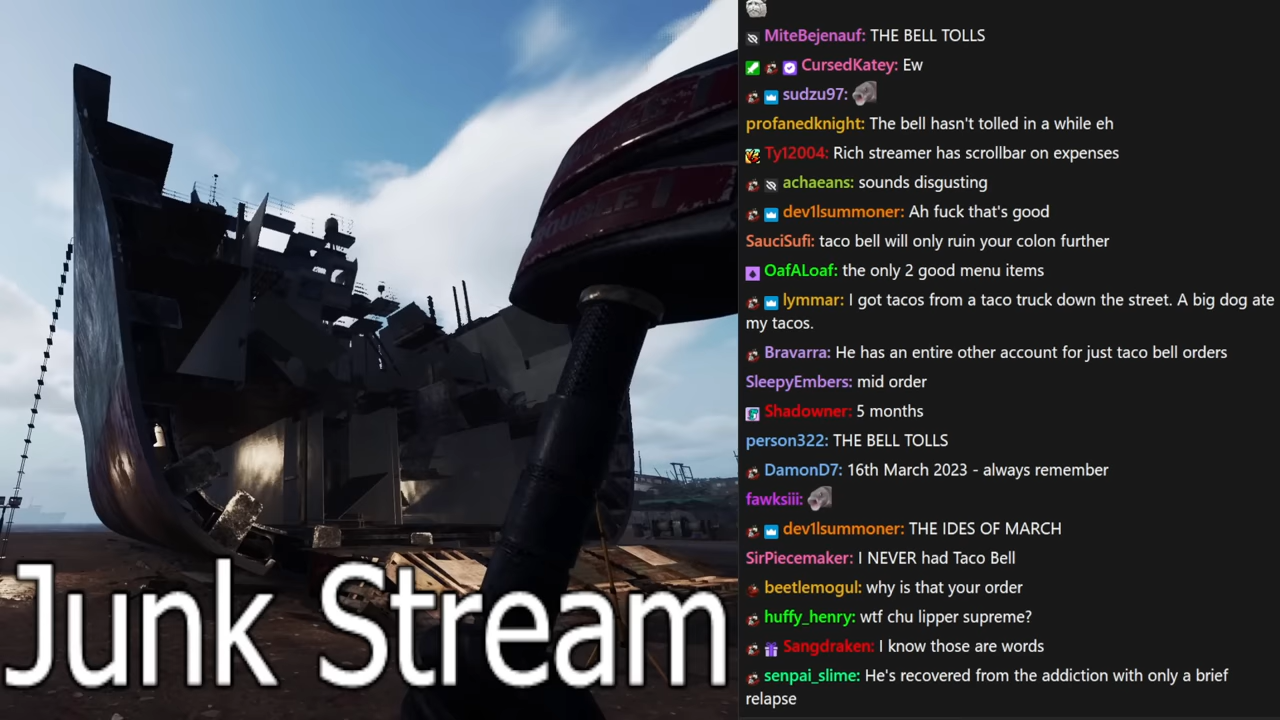 MiteBejenauf: THE BELL TOLLS
CursedKatey: Ew
sudzu97:
profanedknight: The bell hasn't tolled in a while eh
Ty12004: Rich streamer has scrollbar on expenses
achaeans: sounds disgusting
dev1lsummoner: Ah fuck that's good
SauciSufi: taco bell will only ruin your colon further
OafALoaf: the only 2 good menu items
lymmar: I got tacos from a taco truck down the street. A big dog ate
my tacos.
Bravarra: He has an entire other account for just taco bell orders
SleepyEmbers: mid order
Shadowner: 5 months
person322: THE BELL TOLLS
DamonD7: 16th March 2023 - always remember
fawksiii:
dev1lsummoner: THE IDES OF MARCH
SirPiecemaker: I NEVER had Taco Bell
beetlemogul: why is that your order
huffy_henry: wtf chu lipper supreme?
Sangdraken: I know those are words
senpai_slime: He's recovered from the addiction with only a brief
relapse
Junk Stream